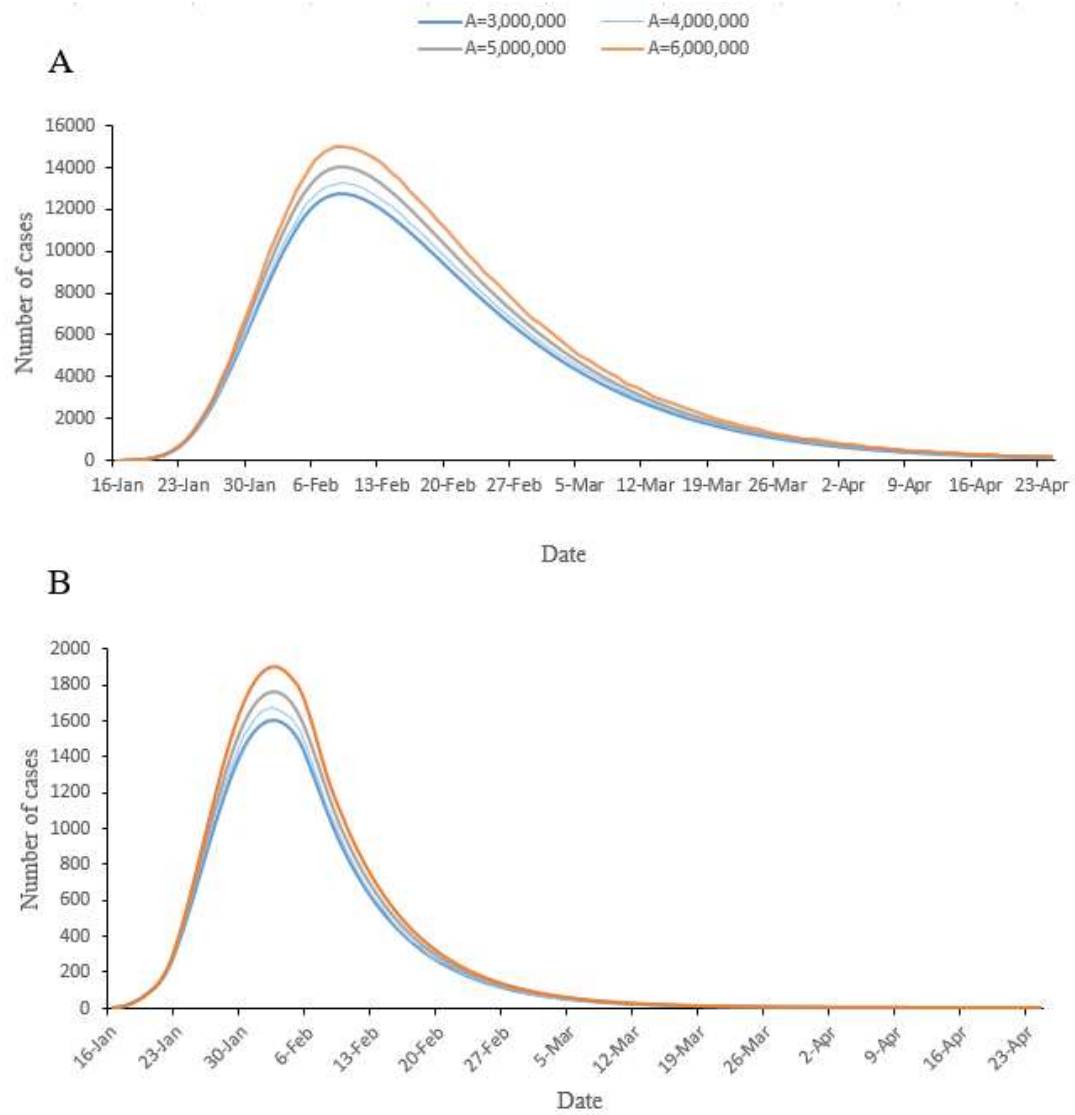 A=3,000,000 A=4,000,000
A=5,000,000 A=6,000,000
A
16000
14000
12000
10000
8000
6000
4000
2000
0
Number of cases
16-Jan 23-Jan 30-Jan 6-Feb 13-Feb 20-Feb 27-Feb 5-Mar 12-Mar 19-Mar 26-Mar 2-Apr 9-Apr 16-Apr 23-Apr
Date
B
2000
1800
1600
1400
1200
1000
800
600
400
200
0
Number of cases
16-Jan 23-Jan 30-Jan 6-Feb 13-Feb 20-Feb 27-Feb 5-Mar 12-Mar 19-Mar 26-Mar 2-Apr 9-Apr 16-Apr 23-Apr
Date